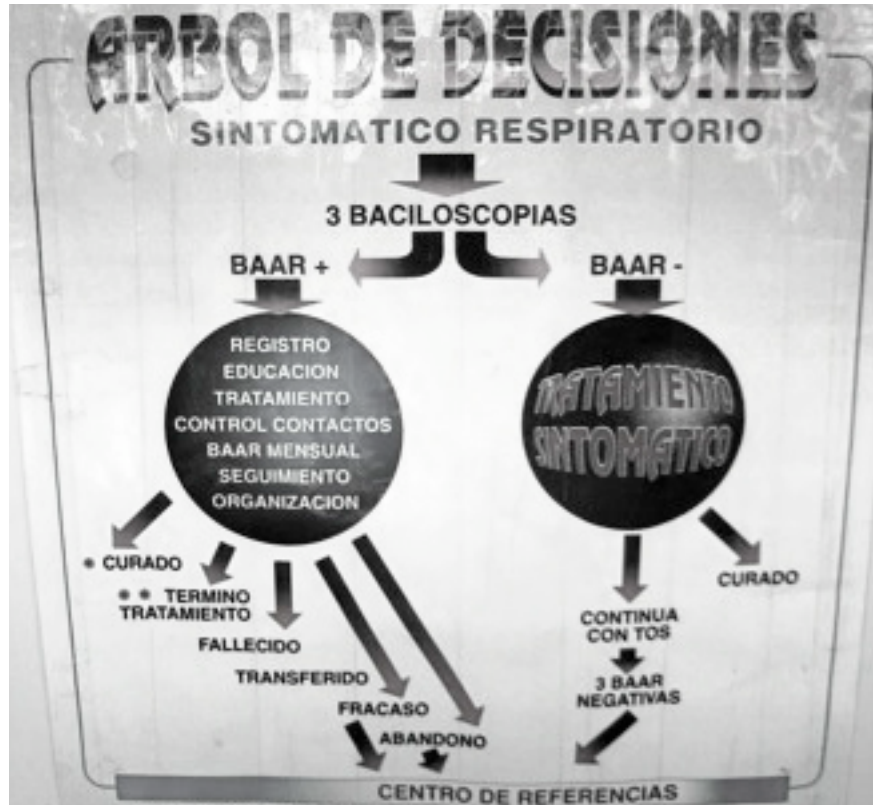 ARBOL DE DECISIONES
SINTOMATICO RESPIRATORIO
3 BACILOSCOPIAS
BAAR +
REGISTRO
EDUCACION
TRATAMIENTO
CONTROL CONTACTOS
BAAR MENSUAL
SEGUIMIENTO
ORGANIZACION
* CURADO
* * TERMINO
TRATAMIENTO
FALLECIDO
TRANSFERIDO
FRACASO
ABANDONO
BAAR -
TRATAMIENTO
SINTOMATICO
CURADO
CONTINUA
CON TOS
3 BAAR
NEGATIVAS
CENTRO DE REFERENCIAS